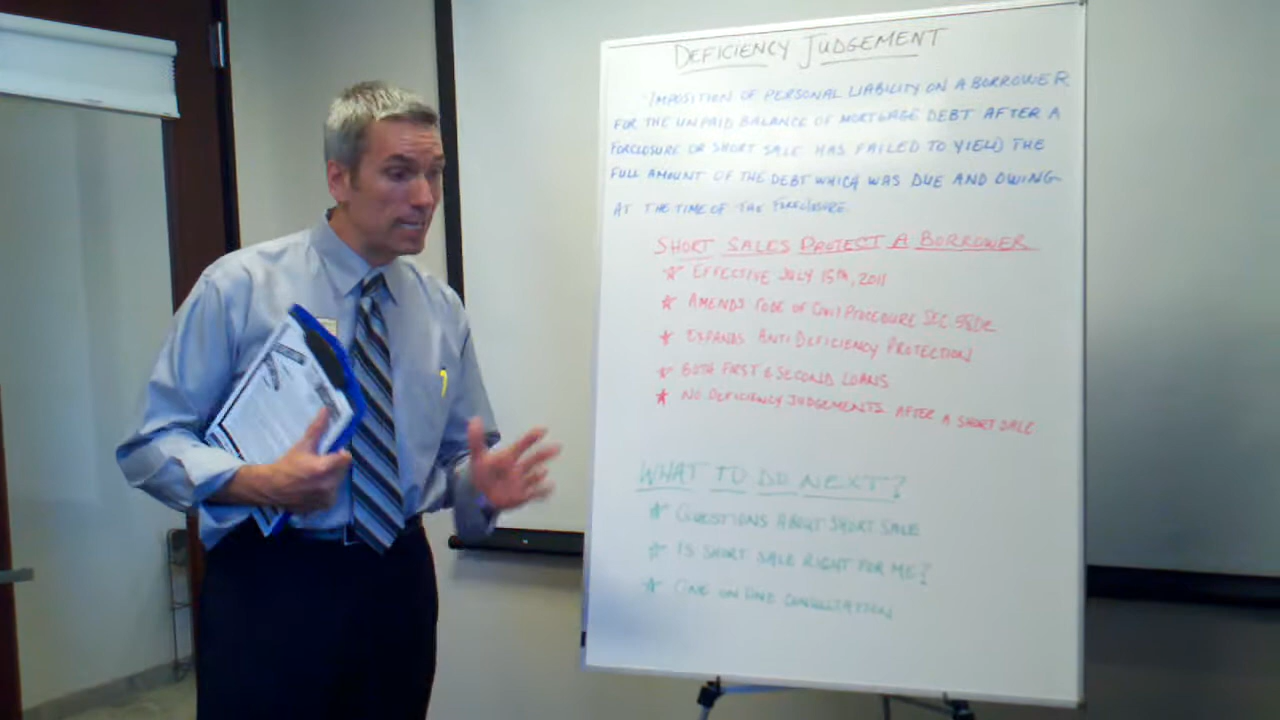 DEFICIENCY JUDGEMENT
IMPOSITION OF PERSONAL LIABILITY ON A BORROWER
FOR THE UNPAID BALANCE OF MORTGAGE DEBT AFTER A
FORECLOSURE OR SHORT SALE HAS FAILED TO YIELD THE
FULL AMOUNT OF THE DEBT WHICH WAS DUE AND OWING
AT THE TIME OF THE FORECLOSURE.
SHORT SALES PROTECT A BORROWER
* EFFECTIVE JULY 15TH, 2011
* AMENDS CODE OF CIVIL PROCEDURE SEC
* EXPANDS ANTI DEFICIENCY PROTECTION
* BOTH FIRST & SECOND LOANS
* NO DEFICIENCY JUDGEMENTS AFTER A SHORT SALE
WHAT TO DO NEXT?
* QUESTIONS ABOUT SHORT SALE
* IS SHORT SALE RIGHT FOR ME?
* ONE ON ONE CONSULTATION